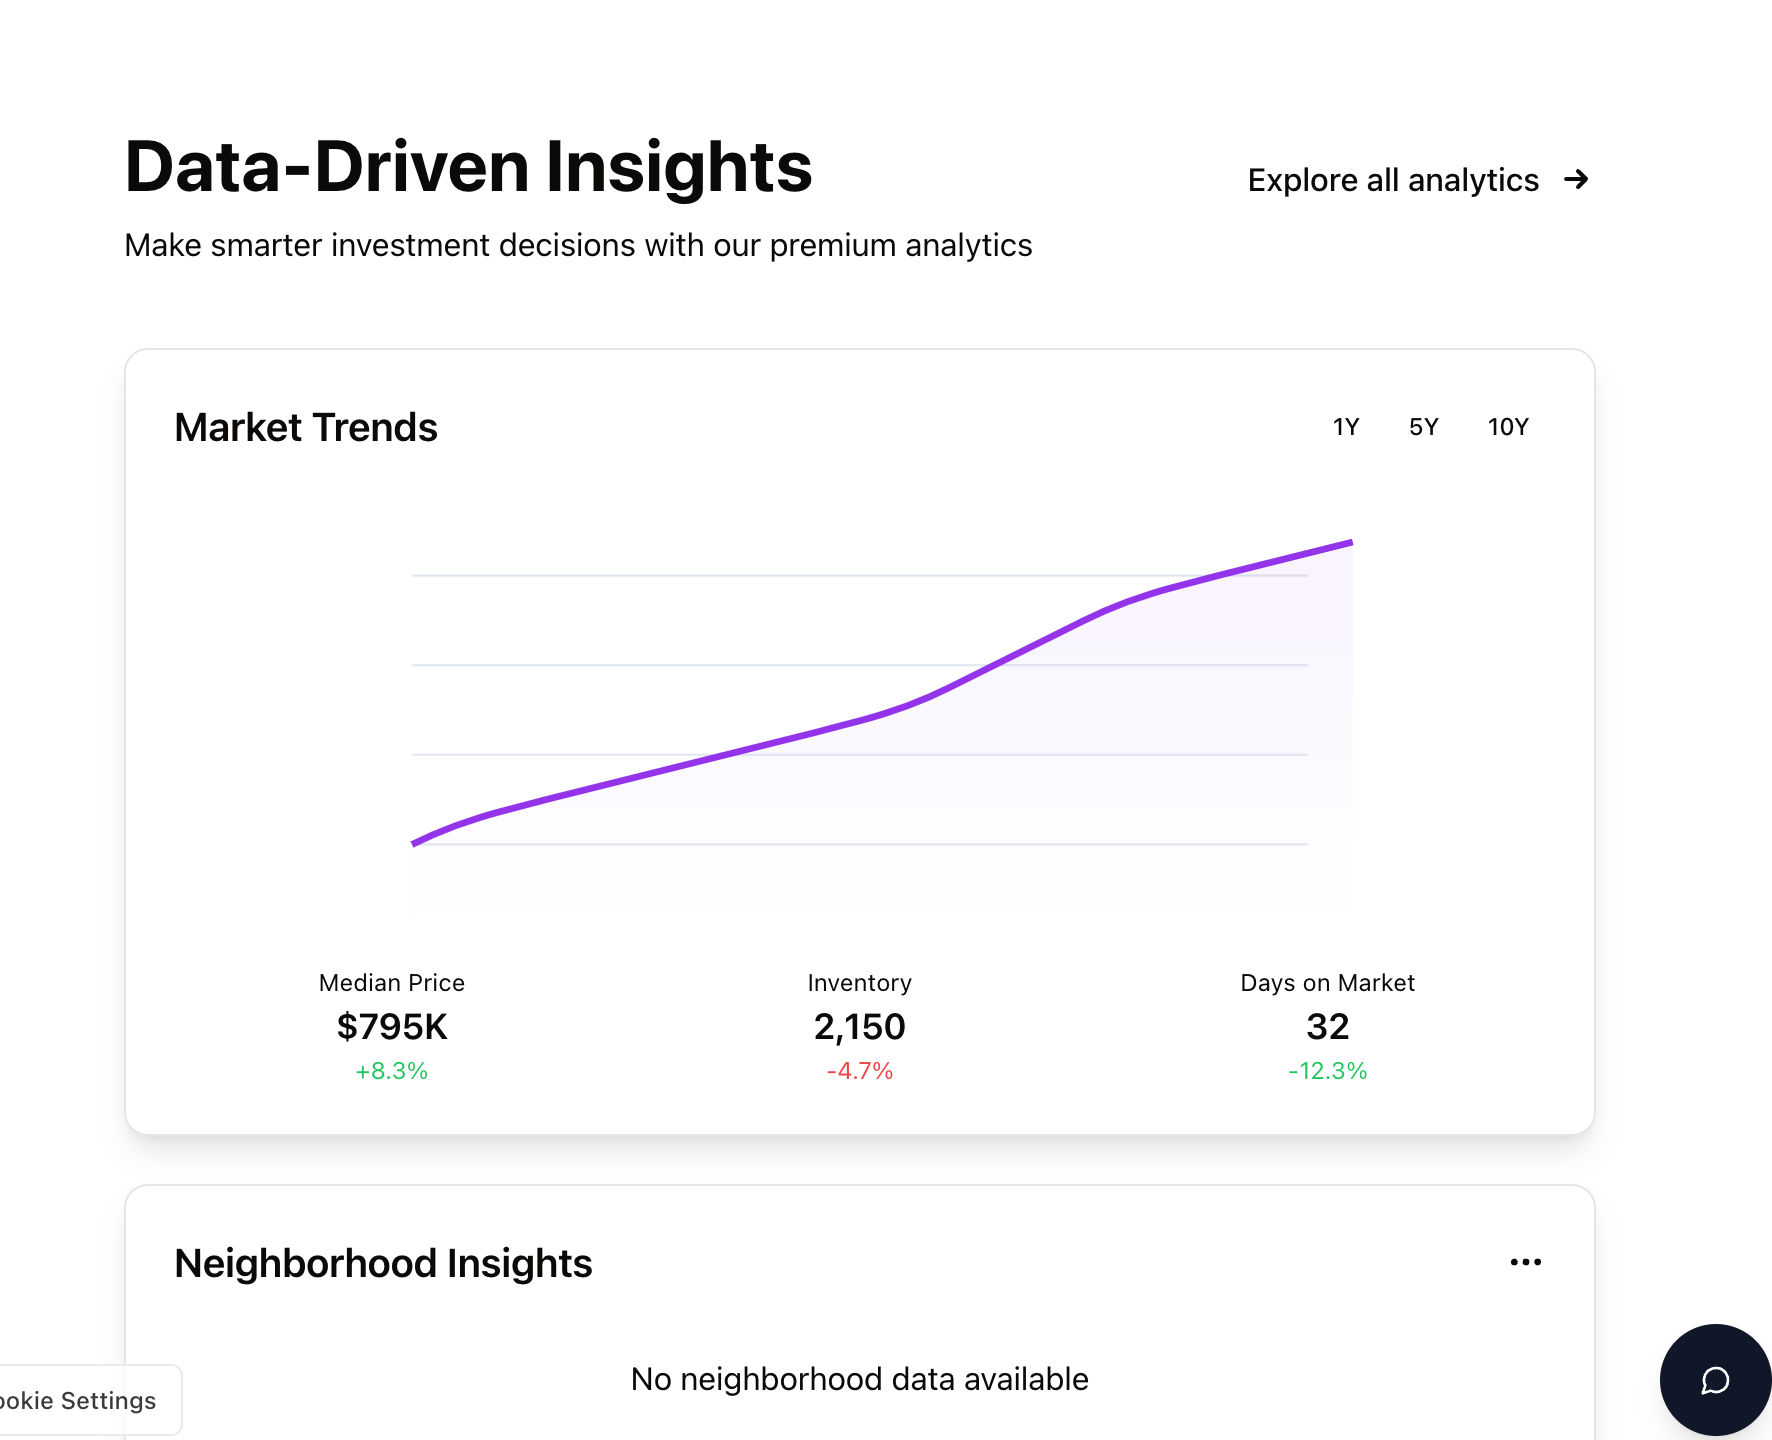 Data-Driven Insights
Explore all analytics
Make smarter investment decisions with our premium analytics
Market Trends
1Y 5Y 10Y
Median Price
$795K
+8.3%
Inventory
2,150
-4.7%
Days on Market
32
-12.3%
Neighborhood Insights
No neighborhood data available
ookie Settings